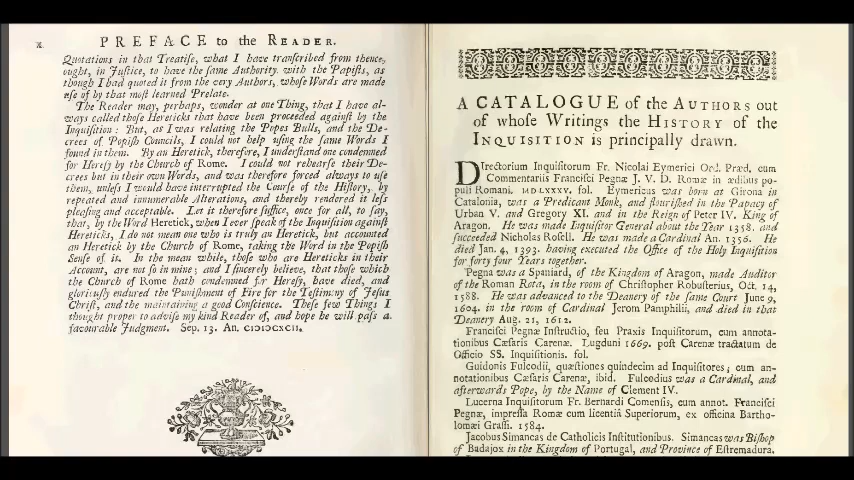 x.
PREFACE to the READER.
Quotations in that Treatise, what I have transcribed from thence,
ought, in Justice, to have the same Authority with the Papists, as
though I had quoted it from the very Authors, whose Words are made
use of by that most learned Prelate.
The Reader may, perhaps, wonder at one Thing, that I have al-
ways called those Hereticks that have been proceeded against by the
Inquisition: But, as I was relating the Popes Bulls, and the De-
crees of Popish Councils, I could not help using the same Words I
found in them. By an Heretick, therefore, I understand one condemned
for Heresy by the Church of Rome. I could not rehearse their De-
crees but in their own Words, and was therefore forced always to use
them, unless I would have interrupted the Course of the History, by
repeated and innumerable Alterations, and thereby rendered it less
pleasing and acceptable. Let it therefore suffice, once for all, to say,
that, by the Word Heretick, when I ever speak of the Inquisition against
Hereticks, I do not mean one who is truly an Heretick, but accounted
an Heretick by the Church of Rome, taking the Word in the Popish
Sense of it. In the mean while, those who are Hereticks in their
Account, are not so in mine; and I sincerely believe, that those which
the Church of Rome hath condemned for Heresy, have died, and
gloriously endured the Punishment of Fire for the Testimony of Jesus
Christ, and the maintaining a good Conscience. These few Things I
thought proper to advise my kind Reader of, and hope he will pass a
favourable Judgment. Sep. 13. An. CIƆIƆCXCII.
A CATALOGUE of the AUTHORS out
of whose Writings the HISTORY of the
INQUISITION is principally drawn.
Directorium Inquisitorum Fr. Nicolai Eymerici Ord. Præd. cum
Commentariis Francisci Pegnæ J. V. D. Romæ in ædibus po-
puli Romani. MDLXXXV. fol. Eymericus was born at Girona in
Catalonia, was a Predicant Monk, and flourished in the Papacy of
Urban V. and Gregory XI. and in the Reign of Peter IV. King of
Aragon. He was made Inquisitor General about the Year 1358. and
succeeded Nicholas Rosell. He was made a Cardinal An. 1356. He
died Jan. 4, 1393. having executed the Office of the Holy Inquisition
for forty four Years together.
Pegna was a Spaniard, of the Kingdom of Aragon, made Auditor
of the Roman Rota, in the room of Christopher Robusterius, Oct. 14,
1588. He was advanced to the Deanery of the same Court June 9,
1604. in the room of Cardinal Jerom Pamphilii, and died in that
Deanery Aug. 21, 1612.
Francisci Pegnæ Instructio, seu Praxis Inquisitorum, cum annota-
tionibus Cæsaris Carenæ. Lugduni 1669. post Carenæ tractatum de
Officio SS. Inquisitionis. fol.
Guidonis Fulcodii, quæstiones quindecim ad Inquisitores; cum an-
notationibus Cæsaris Carenæ, ibid. Fulcodius was a Cardinal, and
afterwards Pope, by the Name of Clement IV.
Lucerna Inquisitorum Fr. Bernardi Comensis, cum annot. Francisci
Pegnæ, impressa Romæ cum licentia Superiorum, ex officina Bartho-
lomæi Grassi. 1584.
Jacobus Simancas de Catholicis Institutionibus. Simancas was Bishop
of Badajox in the Kingdom of Portugal, and Province of Estremadura,